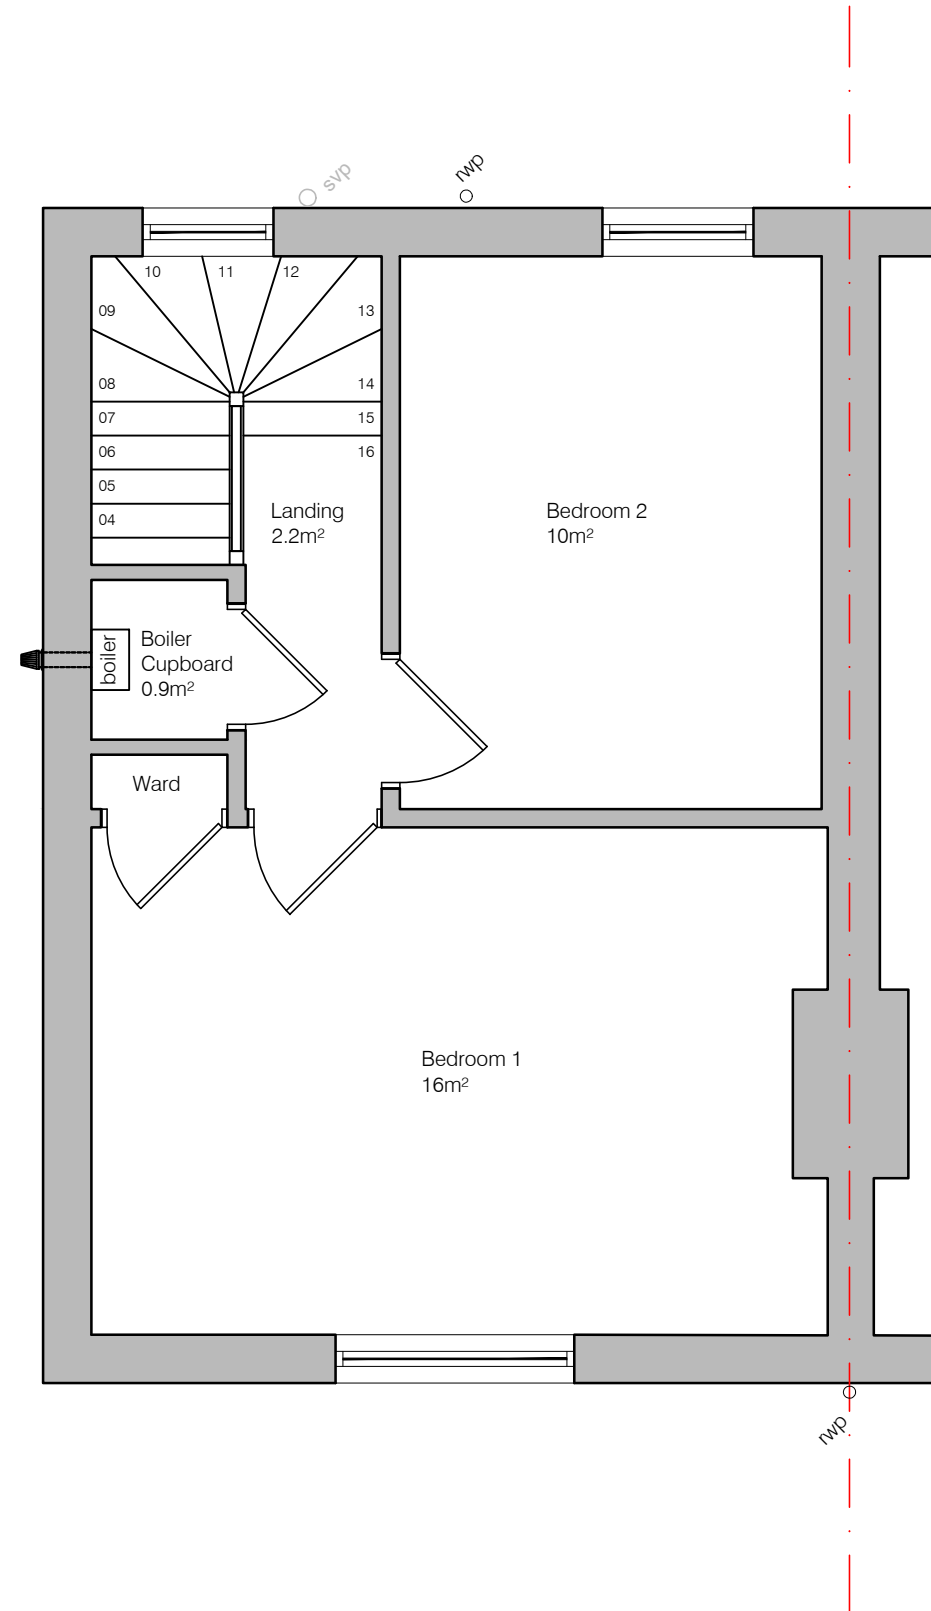 svp
rwp
10
11
12
09
13
08
14
07
15
06
16
05
04
Landing
2.2m²
Bedroom 2
10m²
boiler
Boiler
Cupboard
0.9m²
Ward
Bedroom 1
16m²
rwp